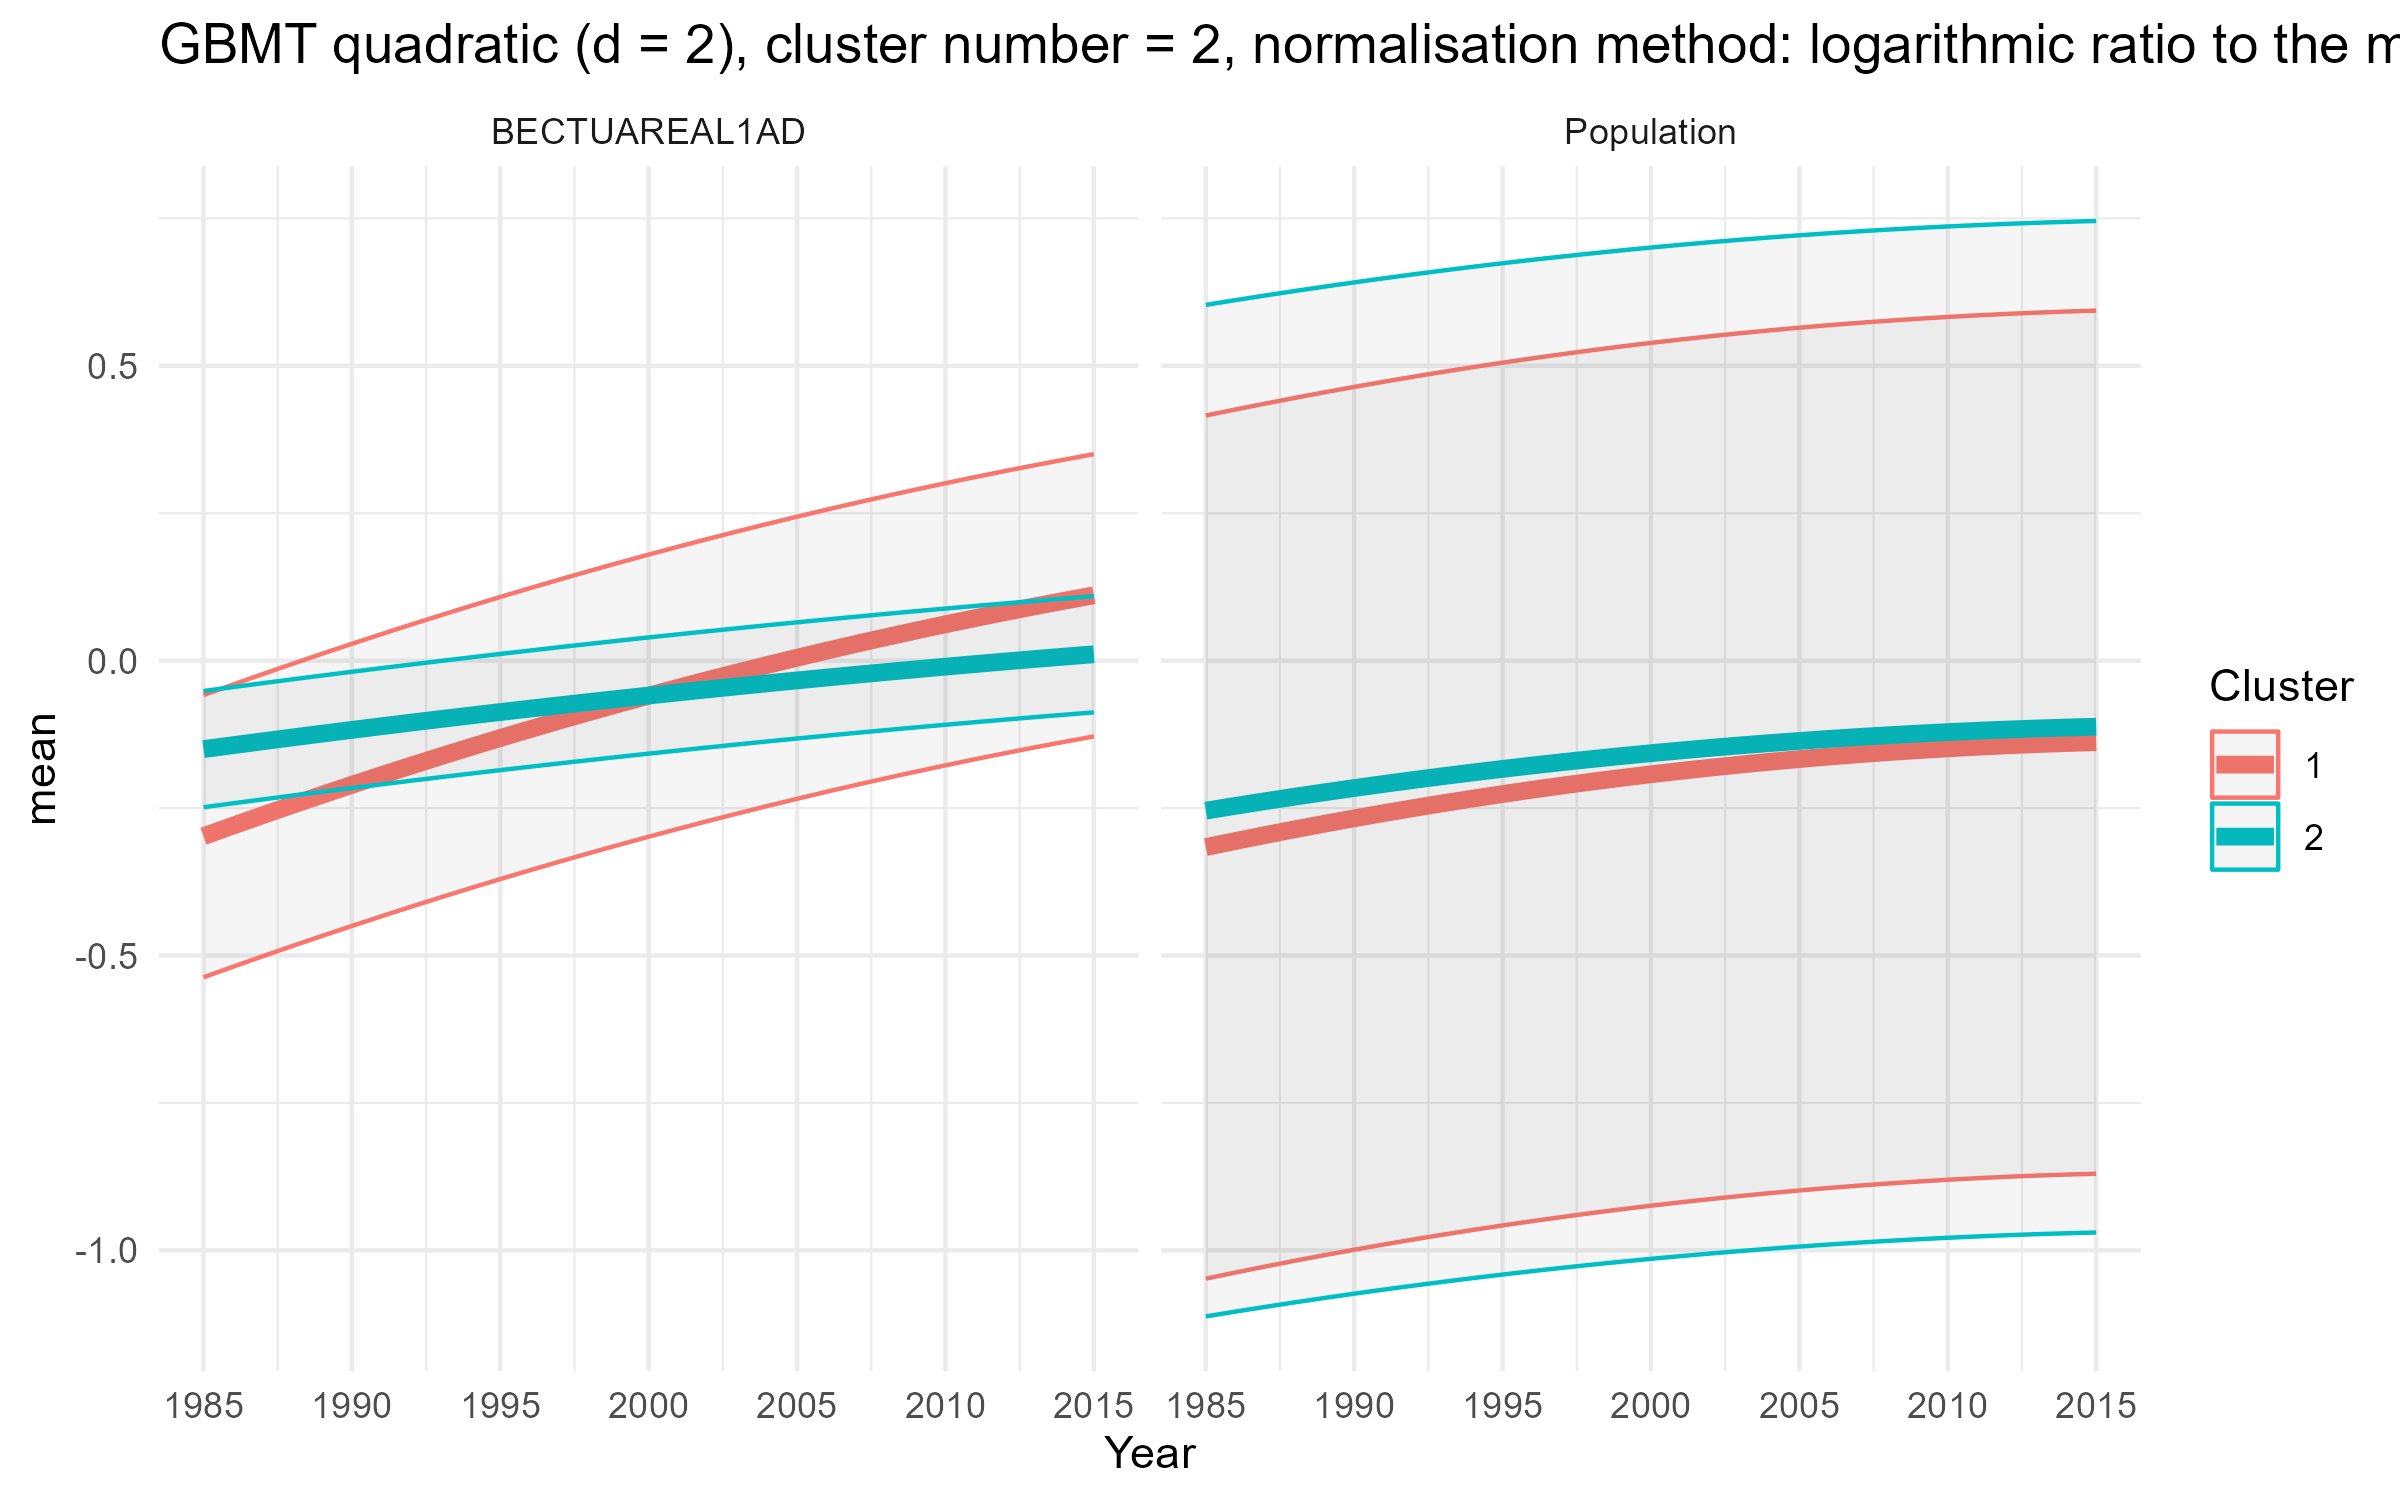 GBMT quadratic (d = 2), cluster number = 2, normalisation method: logarithmic ratio to the
BECTUAREAL1AD Population
0.5
0.0
-0.5
-1.0
mean
1985 1990 1995 2000 2005 2010 2015 1985 1990 1995 2000 2005 2010 2015
Year
Cluster
1
2